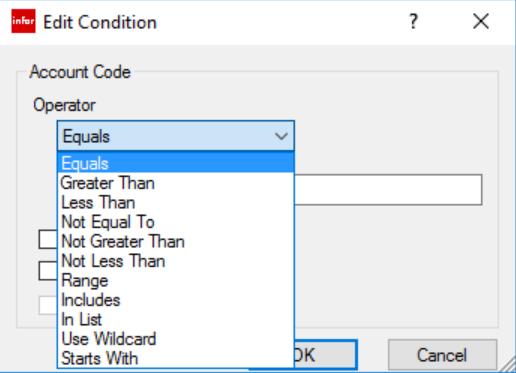 infor Edit Condition ? ×
Account Code
Operator
Equals
Equals
Greater Than
Less Than
Not Equal To
Not Greater Than
Not Less Than
Range
Includes
In List
Use Wildcard
Starts With
Cancel